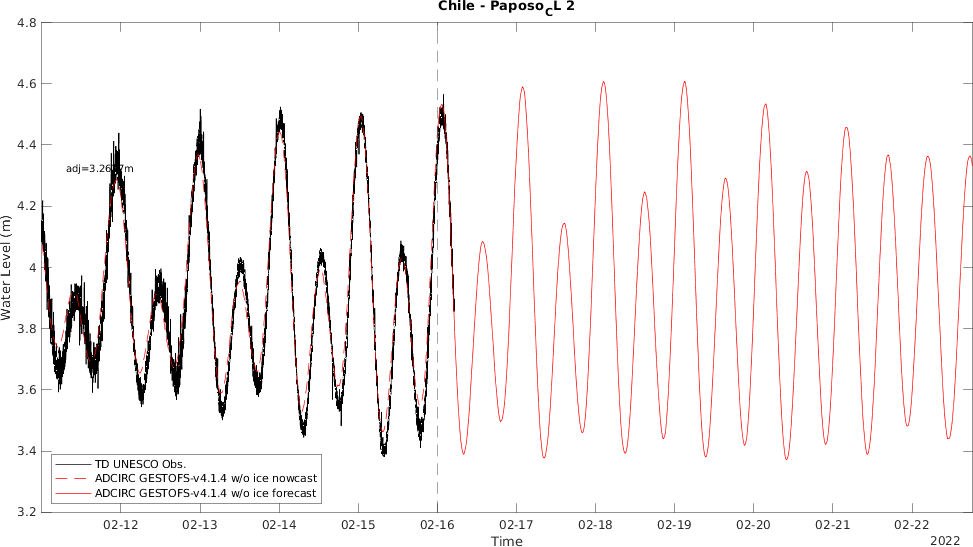 Chile - Paposo_CL 2
4.8
4.6
4.4
4.2
4
3.8
3.6
3.4
3.2
Water Level (m)
TD UNESCO Obs.
ADCIRC GESTOFS-v4.1.4 w/o ice nowcast
ADCIRC GESTOFS-v4.1.4 w/o ice forecast
02-12 02-13 02-14 02-15 02-16 02-17 02-18 02-19 02-20 02-21 02-22
Time
2022